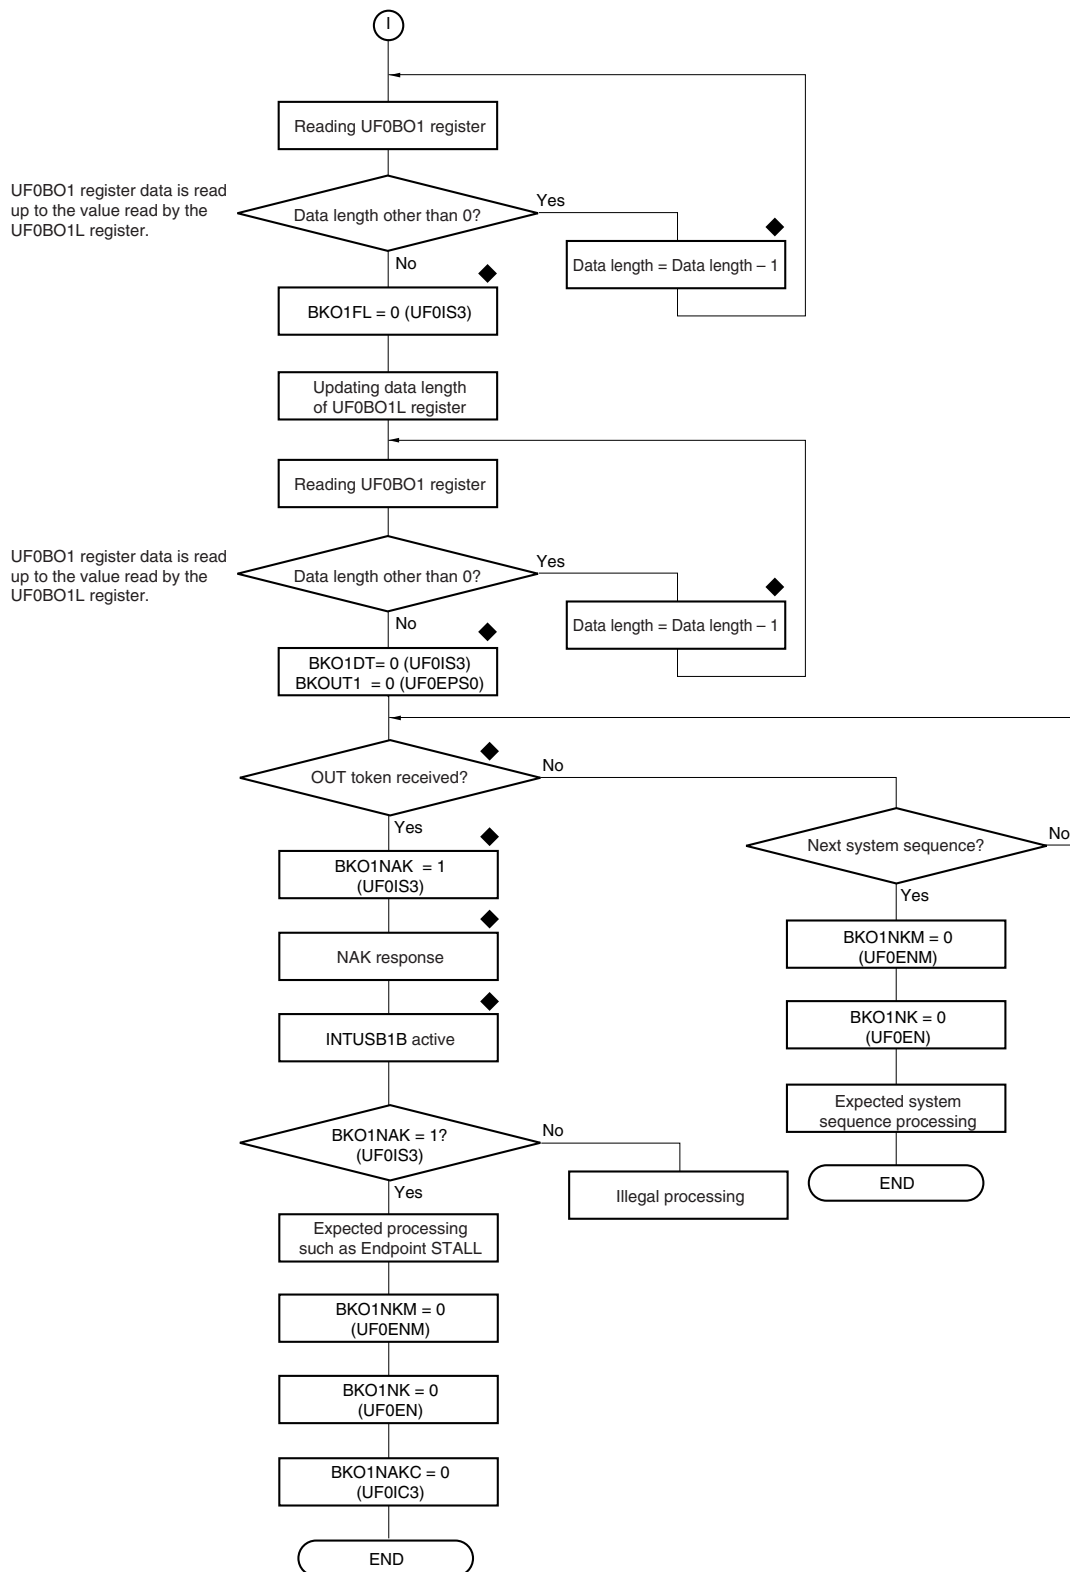 I
Reading UF0BO1 register
UF0BO1 register data is read
up to the value read by the
UF0BO1L register.
Data length other than 0?
Yes
No
Data length = Data length – 1
BKO1FL = 0 (UF0IS3)
Updating data length
of UF0BO1L register
Reading UF0BO1 register
UF0BO1 register data is read
up to the value read by the
UF0BO1L register.
Data length other than 0?
Yes
No
Data length = Data length – 1
BKO1DT= 0 (UF0IS3)
BKOUT1 = 0 (UF0EPS0)
OUT token received?
No
Yes
Next system sequence?
No
Yes
BKO1NAK = 1
(UF0IS3)
NAK response
INTUSB1B active
BKO1NKM = 0
(UF0ENM)
BKO1NK = 0
(UF0EN)
Expected system
sequence processing
END
BKO1NAK = 1?
(UF0IS3)
No
Yes
Illegal processing
Expected processing
such as Endpoint STALL
BKO1NKM = 0
(UF0ENM)
BKO1NK = 0
(UF0EN)
BKO1NAKC = 0
(UF0IC3)
END